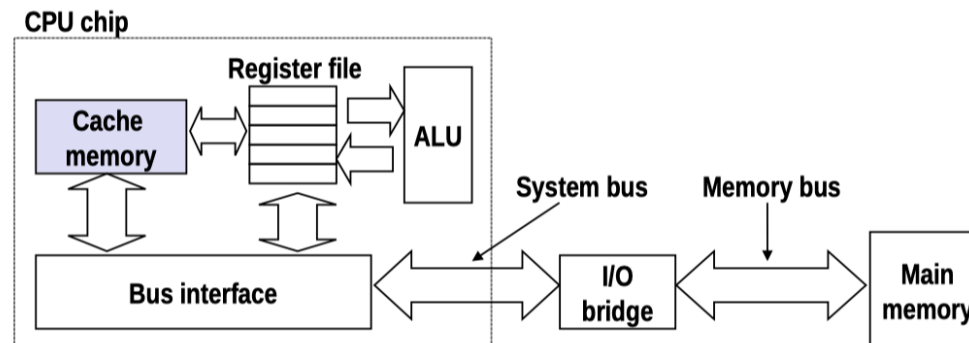 CPU chip
Register file
Cache
memory
ALU
System bus
Memory bus
Bus interface
I/O
bridge
Main
memory